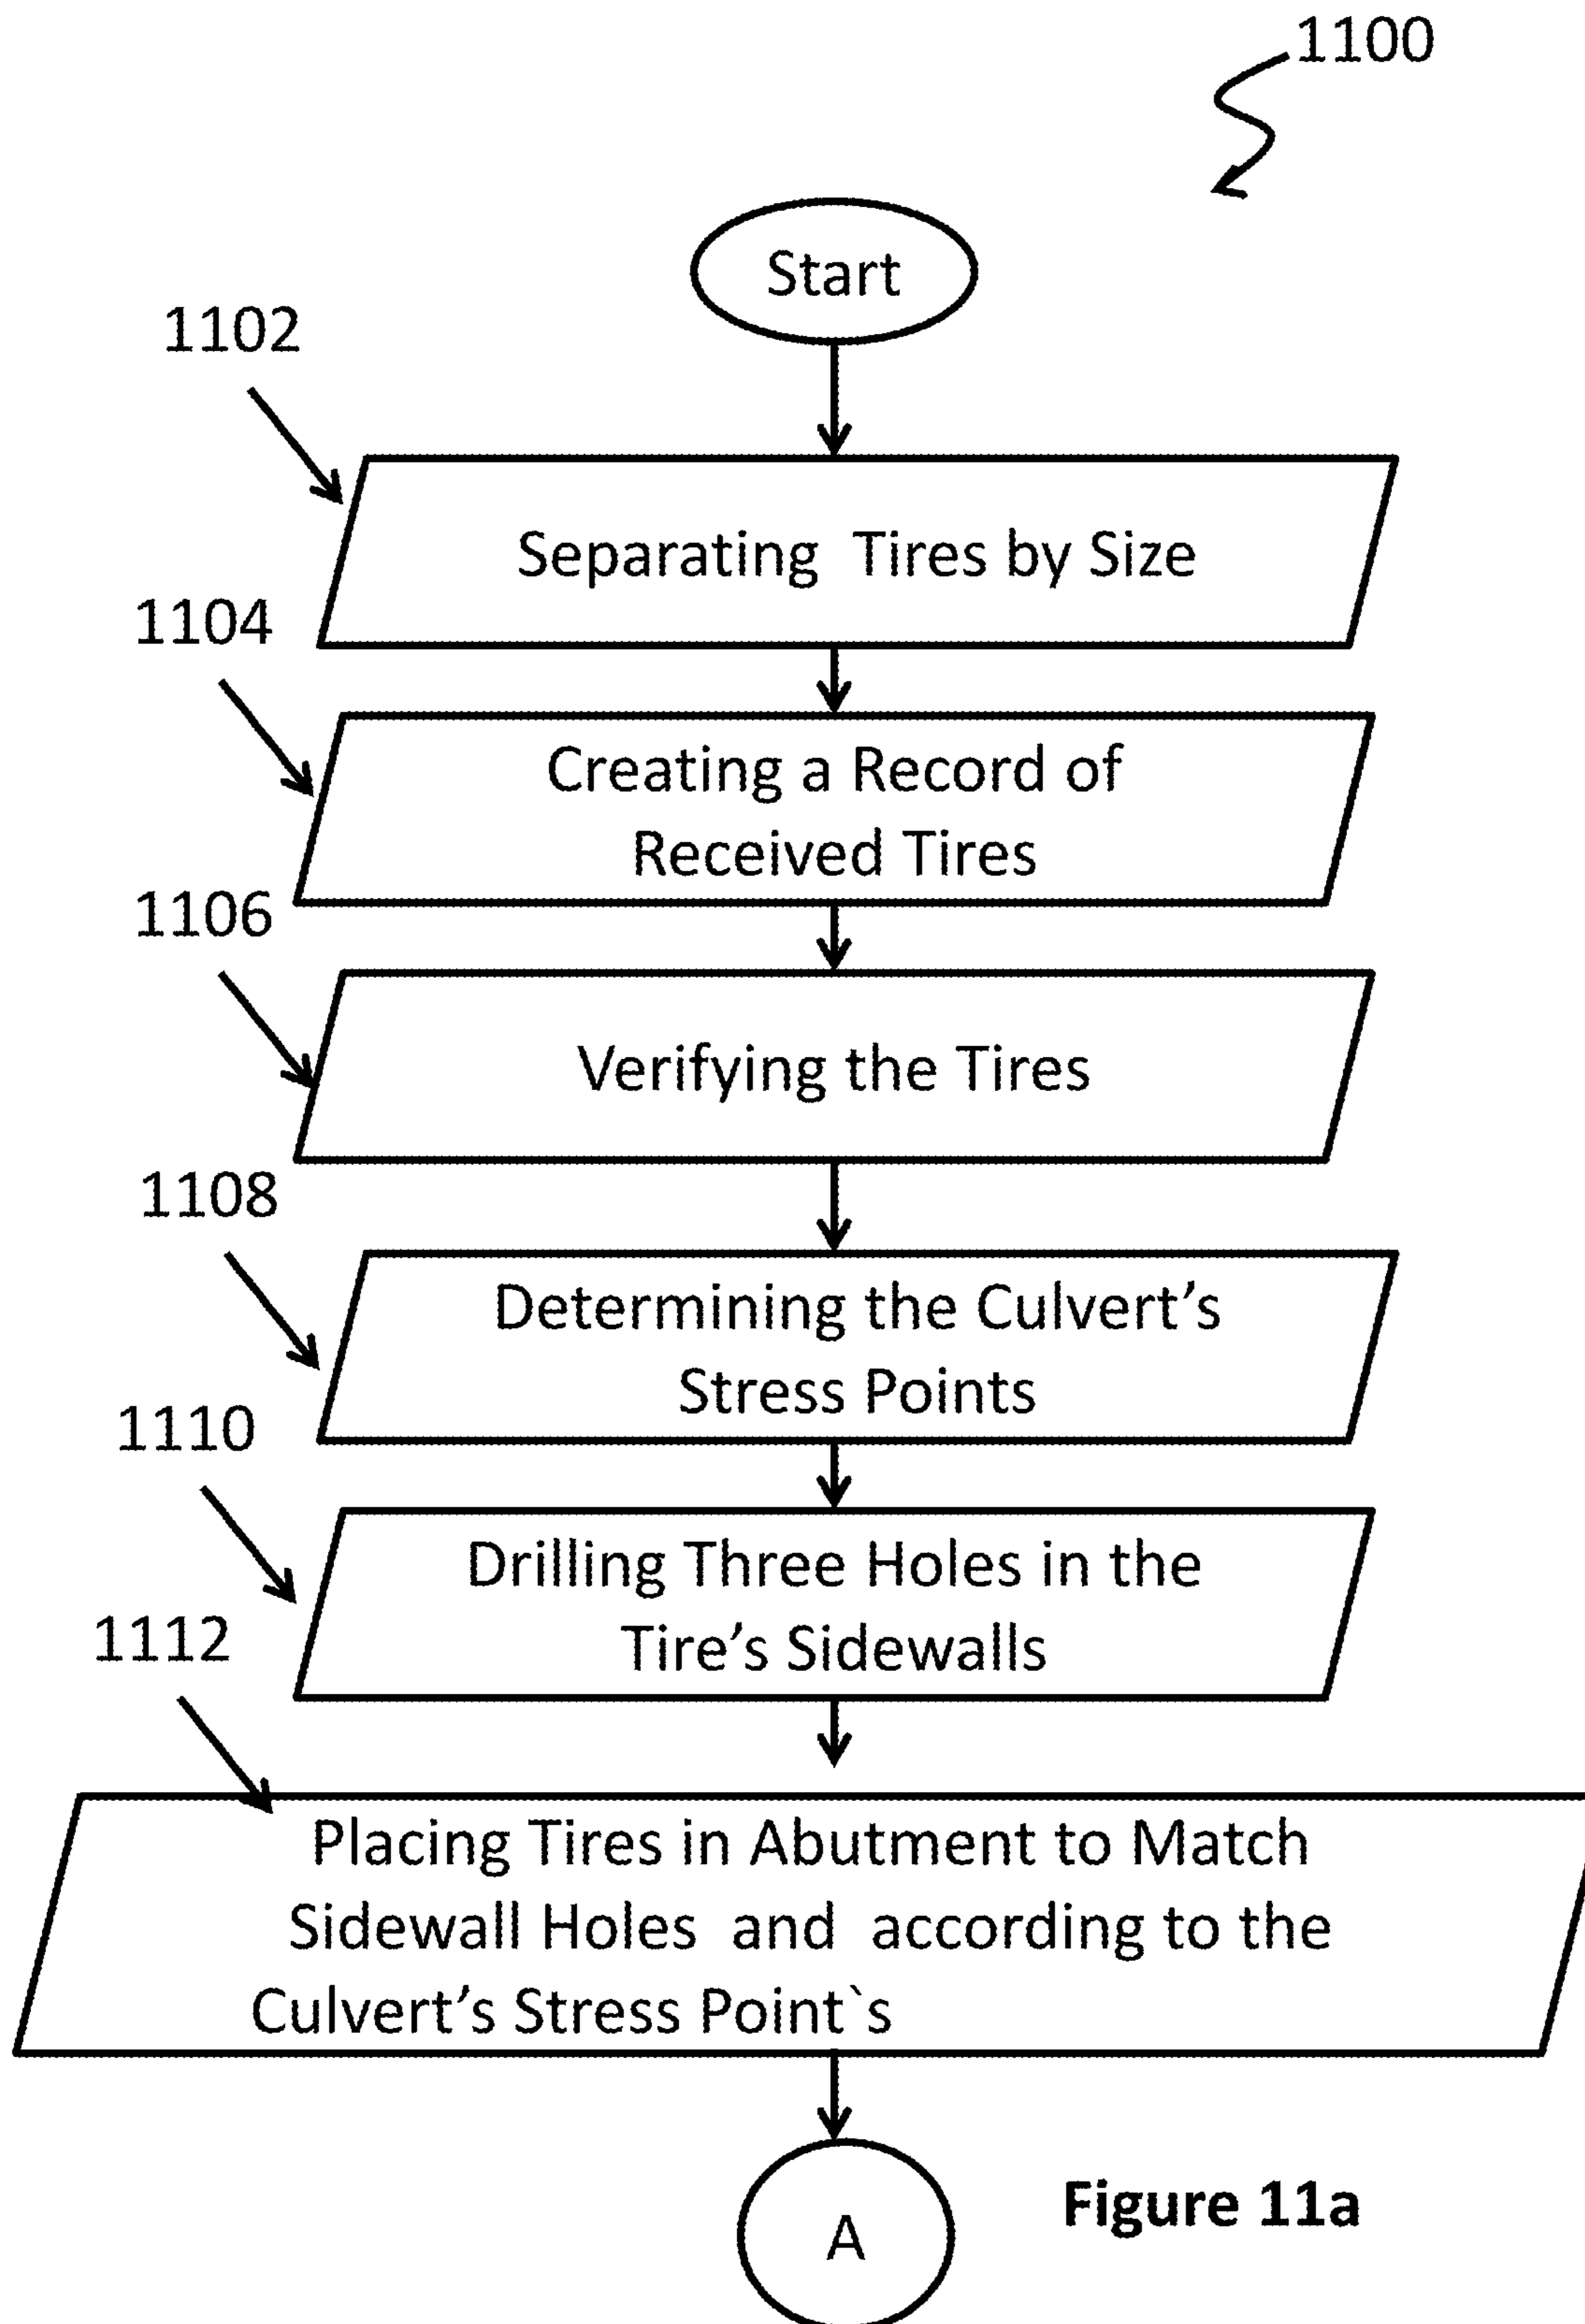 1100
Start
1102
Separating  Tires by Size
1104
Creating a Record of
Received Tires
1106
Verifying the Tires
1108
Determining the Culvert’s
Stress Points
1110
Drilling Three Holes in the
Tire’s Sidewalls
1112
Placing Tires in Abutment to Match
Sidewall Holes  and  according to the
Culvert’s Stress Point`s
A
Figure 11a